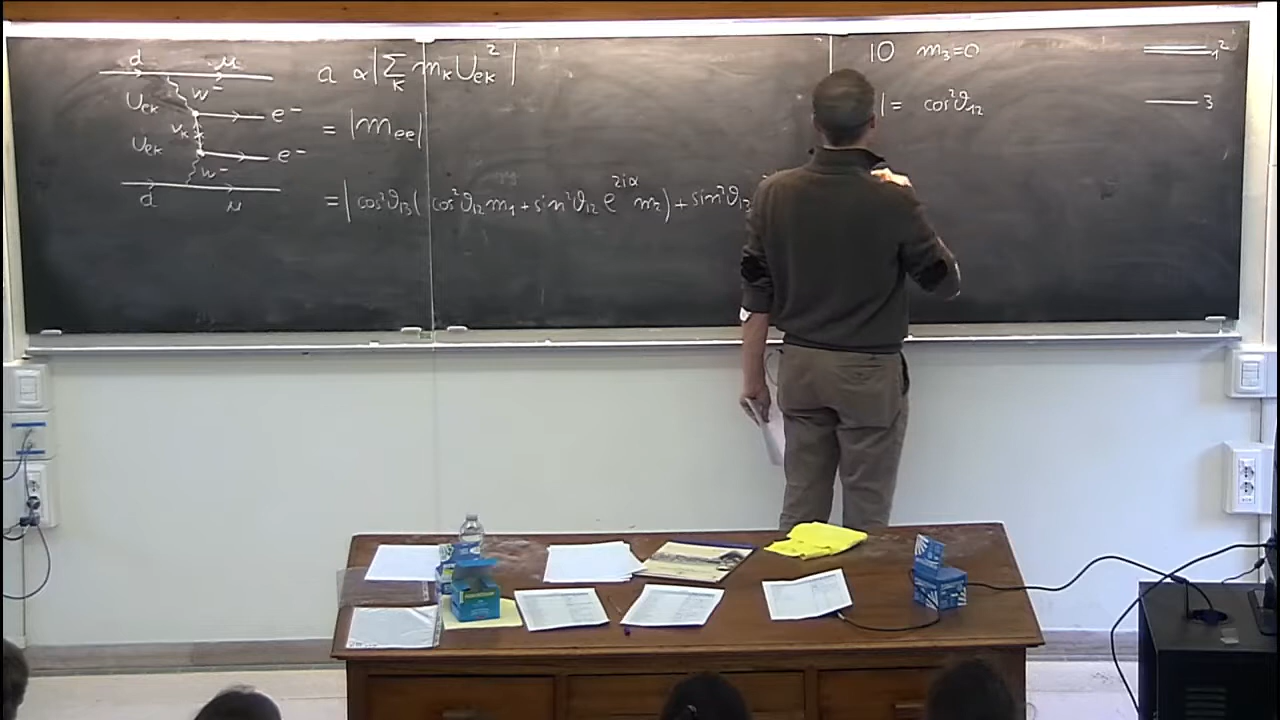 d u
W⁻
U_ek
e⁻
ν_k
U_ek
e⁻
W⁻
d u
a ∝ |∑_k m_k U_ek²|
= |m_ee|
= | cos²ϑ₁₃( cos²ϑ₁₂ m₁ + sin²ϑ₁₂ e^{2iα} m₂) + sin²ϑ₁₃
IO m₃=0
2
1
| = cos²ϑ₁₂
3